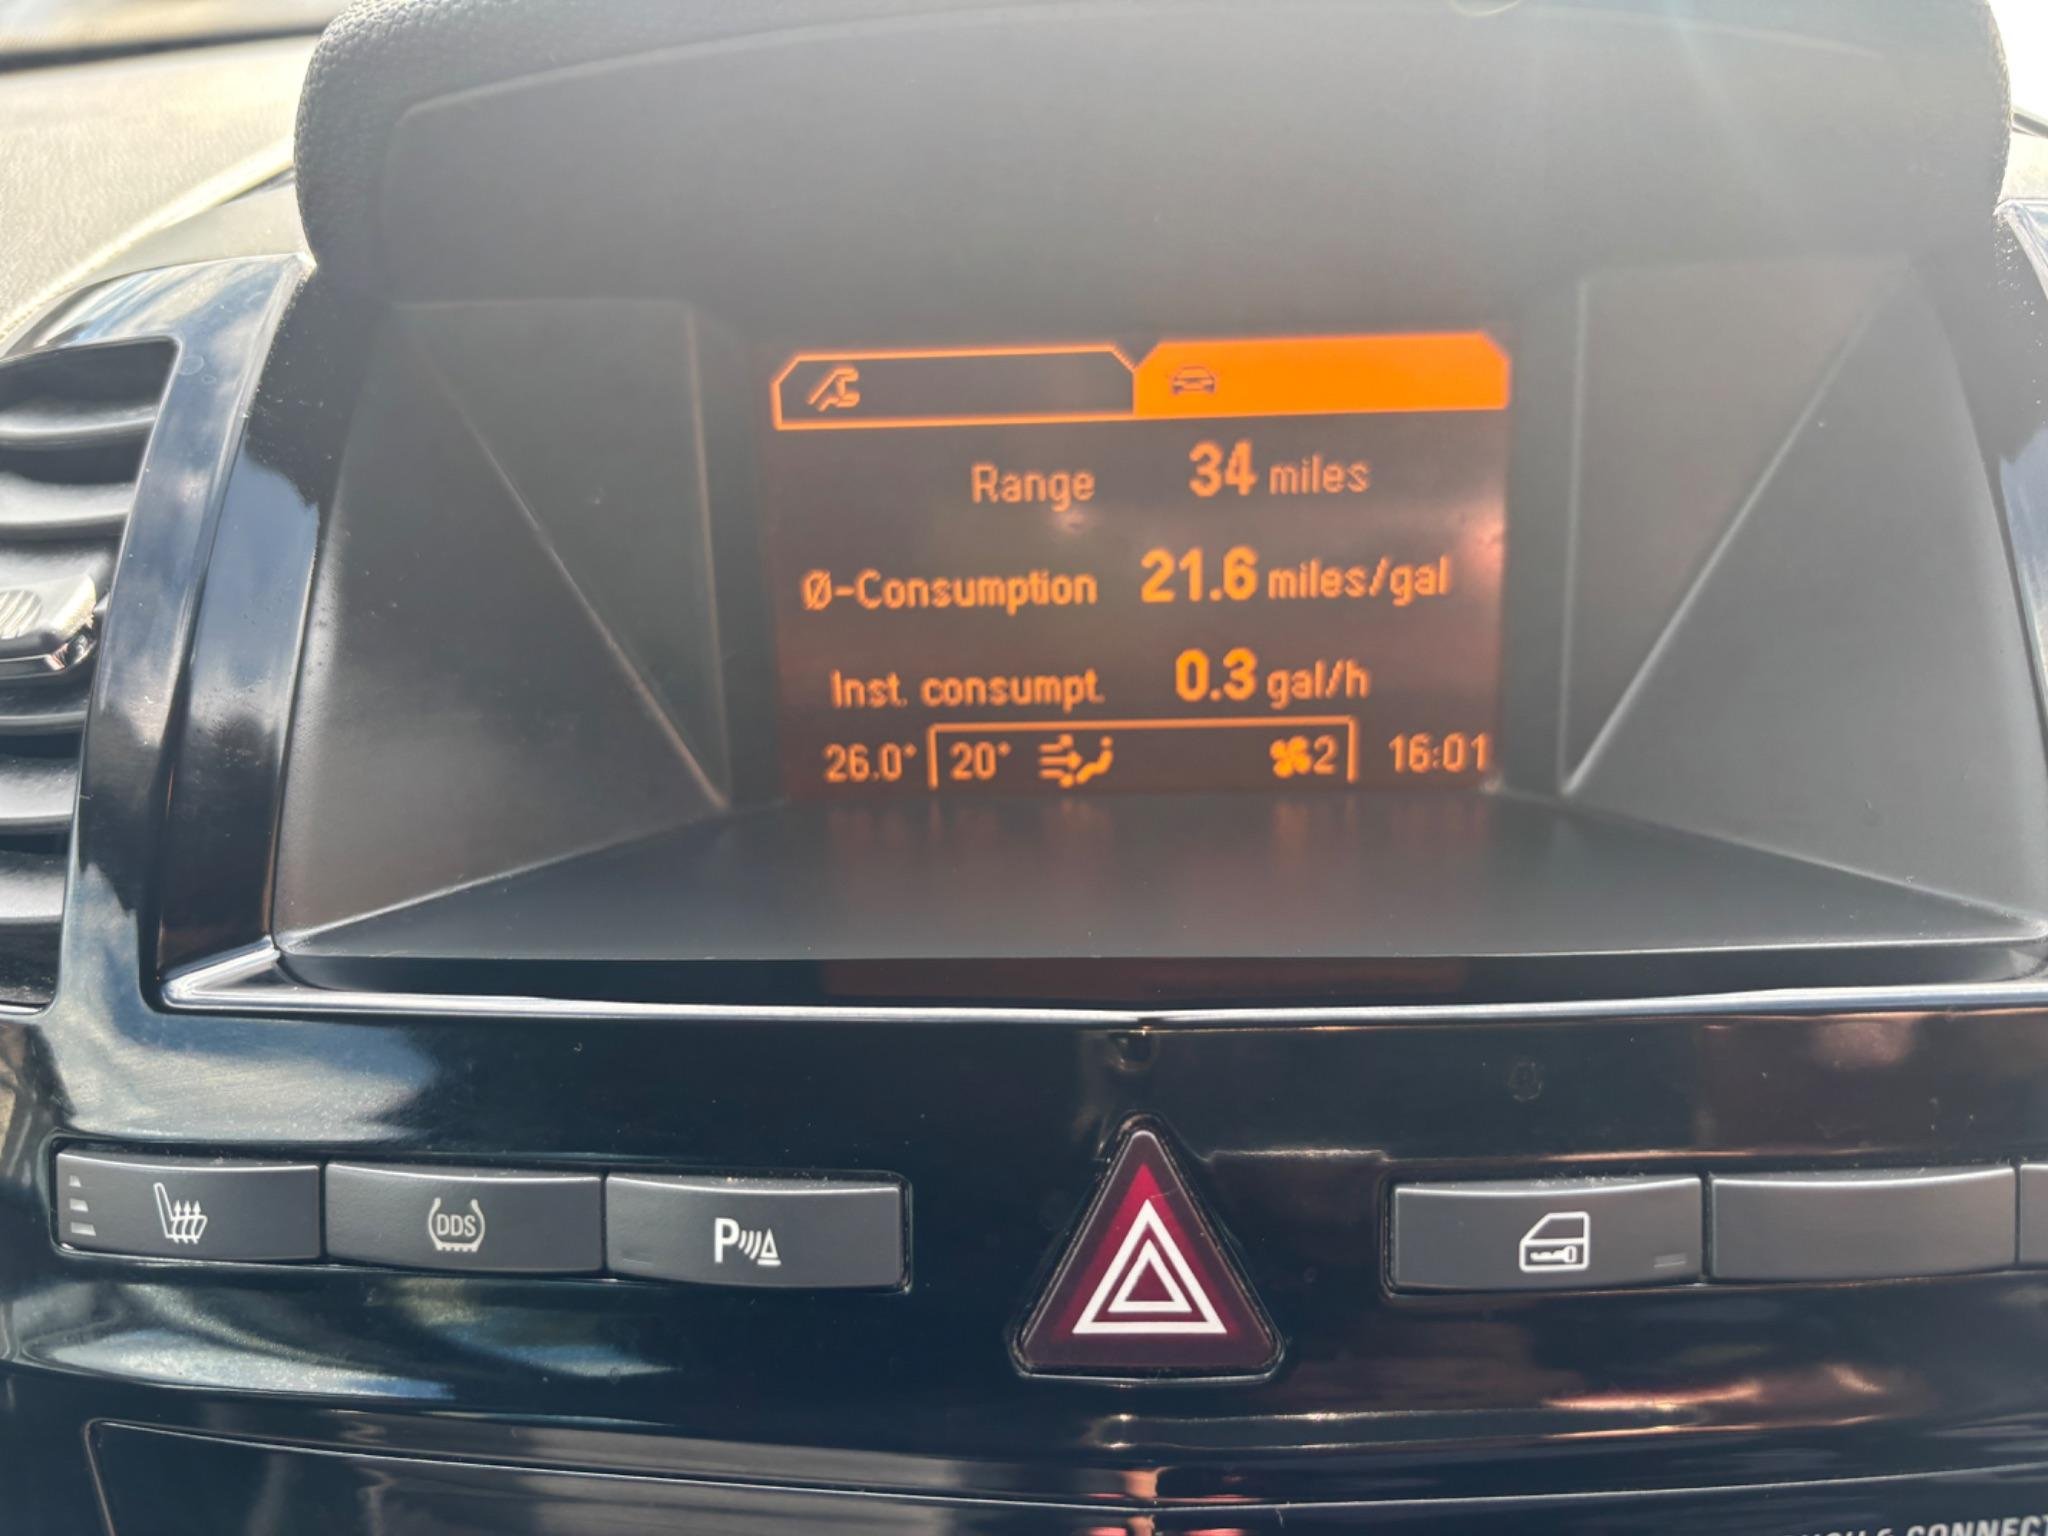 Range 34 miles
Ø-Consumption 21.6 miles/gal
Inst. consumpt. 0.3 gal/h
26.0° 20° 2 16:01
DDS
P
CONNECT